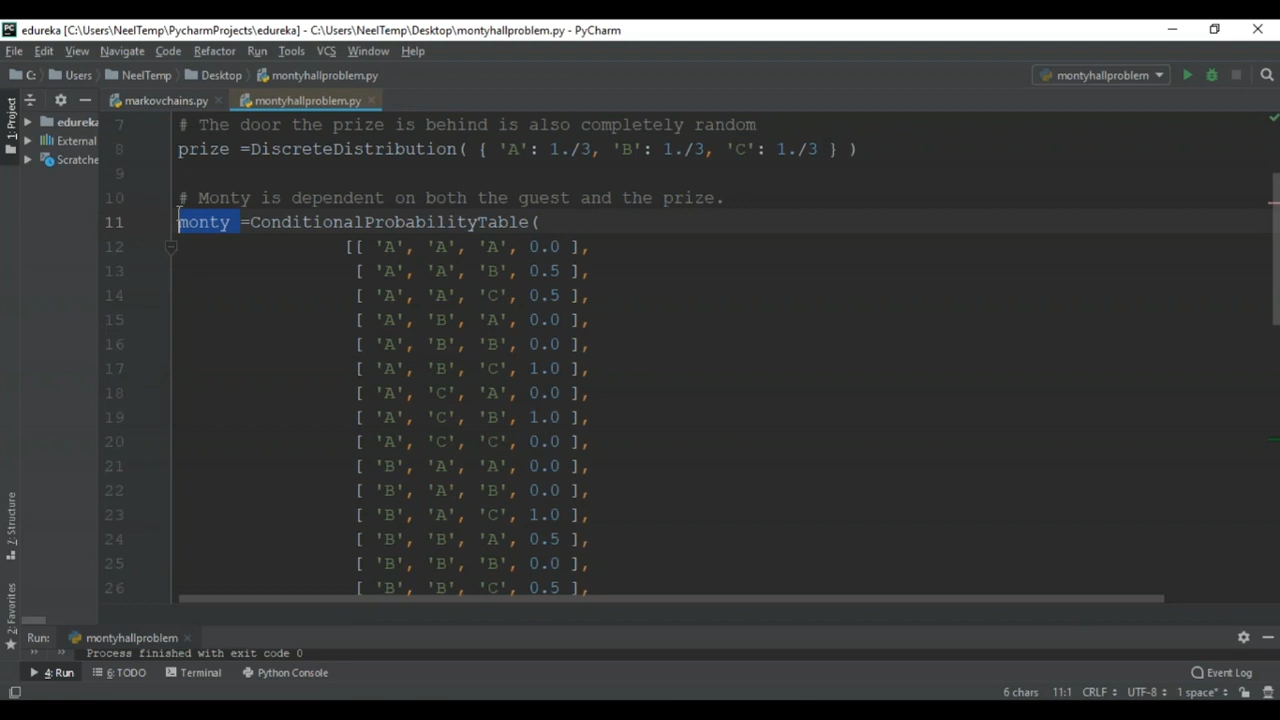 PC edureka [C:\Users\NeelTemp\PycharmProjects\edureka] - C:\Users\NeelTemp\Desktop\montyhallproblem.py - PyCharm
File Edit View Navigate Code Refactor Run Tools VCS Window Help
C: Users NeelTemp Desktop montyhallproblem.py montyhallproblem
1: Project markovchains.py montyhallproblem.py
edureka
External
Scratche
7 # The door the prize is behind is also completely random
8 prize =DiscreteDistribution( { 'A': 1./3, 'B': 1./3, 'C': 1./3 } )
9
10 # Monty is dependent on both the guest and the prize.
11 monty =ConditionalProbabilityTable(
12 [[ 'A', 'A', 'A', 0.0 ],
13 [ 'A', 'A', 'B', 0.5 ],
14 [ 'A', 'A', 'C', 0.5 ],
15 [ 'A', 'B', 'A', 0.0 ],
16 [ 'A', 'B', 'B', 0.0 ],
17 [ 'A', 'B', 'C', 1.0 ],
18 [ 'A', 'C', 'A', 0.0 ],
19 [ 'A', 'C', 'B', 1.0 ],
20 [ 'A', 'C', 'C', 0.0 ],
21 [ 'B', 'A', 'A', 0.0 ],
22 [ 'B', 'A', 'B', 0.0 ],
23 [ 'B', 'A', 'C', 1.0 ],
24 [ 'B', 'B', 'A', 0.5 ],
25 [ 'B', 'B', 'B', 0.0 ],
26 [ 'B', 'B', 'C', 0.5 ],
7: Structure
2: Favorites
Run: montyhallproblem
Process finished with exit code 0
4: Run 6: TODO Terminal Python Console Event Log
6 chars 11:1 CRLF UTF-8 1 space*